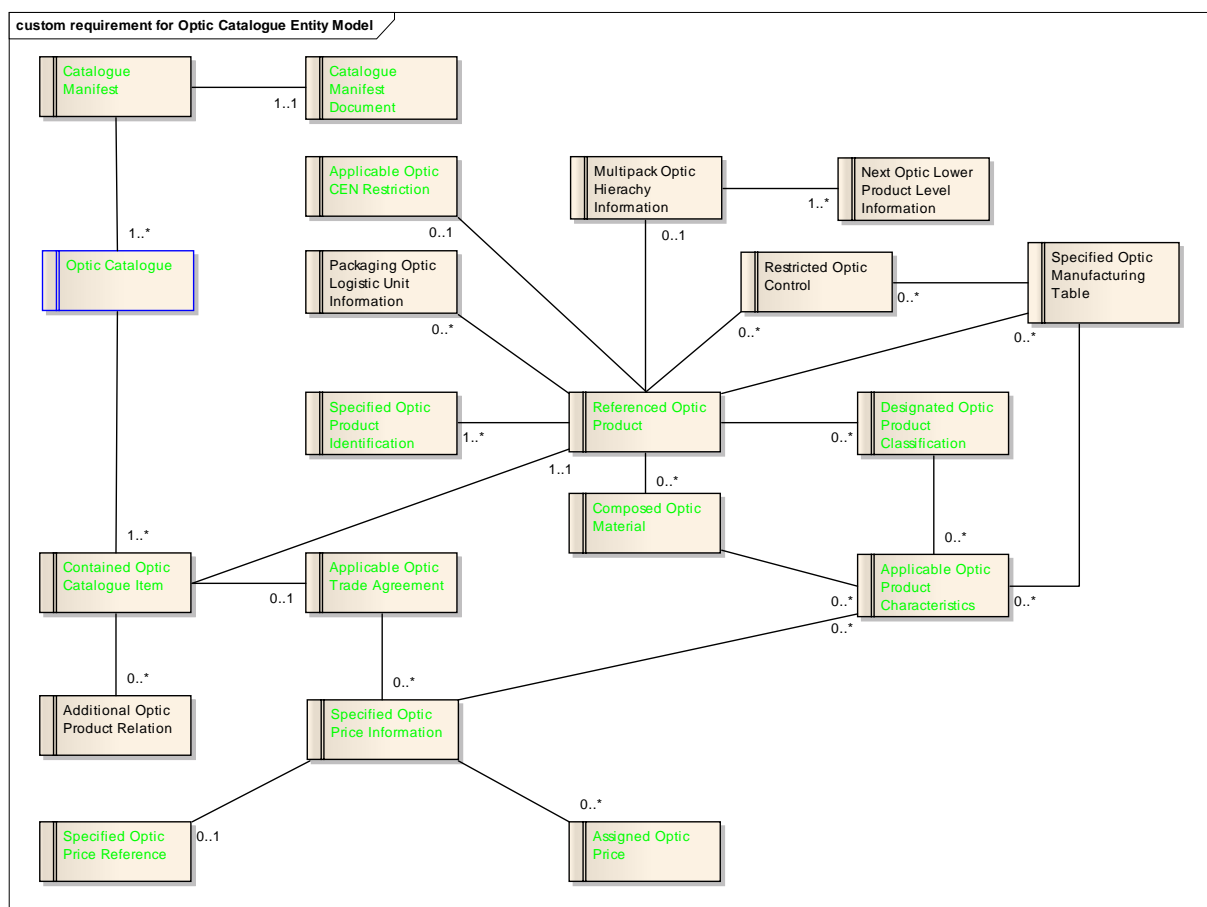 custom requirement for Optic Catalogue Entity Model
Catalogue
Manifest
1..1
Catalogue
Manifest
Document
Applicable Optic
CEN Restriction
0..1
Multipack Optic
Hierachy
Information
0..1
1..*
Next Optic Lower
Product Level
Information
1..*
Optic Catalogue
Packaging Optic
Logistic Unit
Information
0..*
Restricted Optic
Control
0..*
0..*
Specified Optic
Manufacturing
Table
0..*
Specified Optic
Product
Identification
1..*
Referenced Optic
Product
1..1
0..*
0..*
Designated Optic
Product
Classification
Composed Optic
Material
0..*
1..*
Contained Optic
Catalogue Item
0..1
Applicable Optic
Trade Agreement
0..*
Applicable Optic
Product
Characteristics
0..*
0..*
0..*
Additional Optic
Product Relation
0..*
Specified Optic
Price Information
0..*
Specified Optic
Price Reference
0..1
Assigned Optic
Price